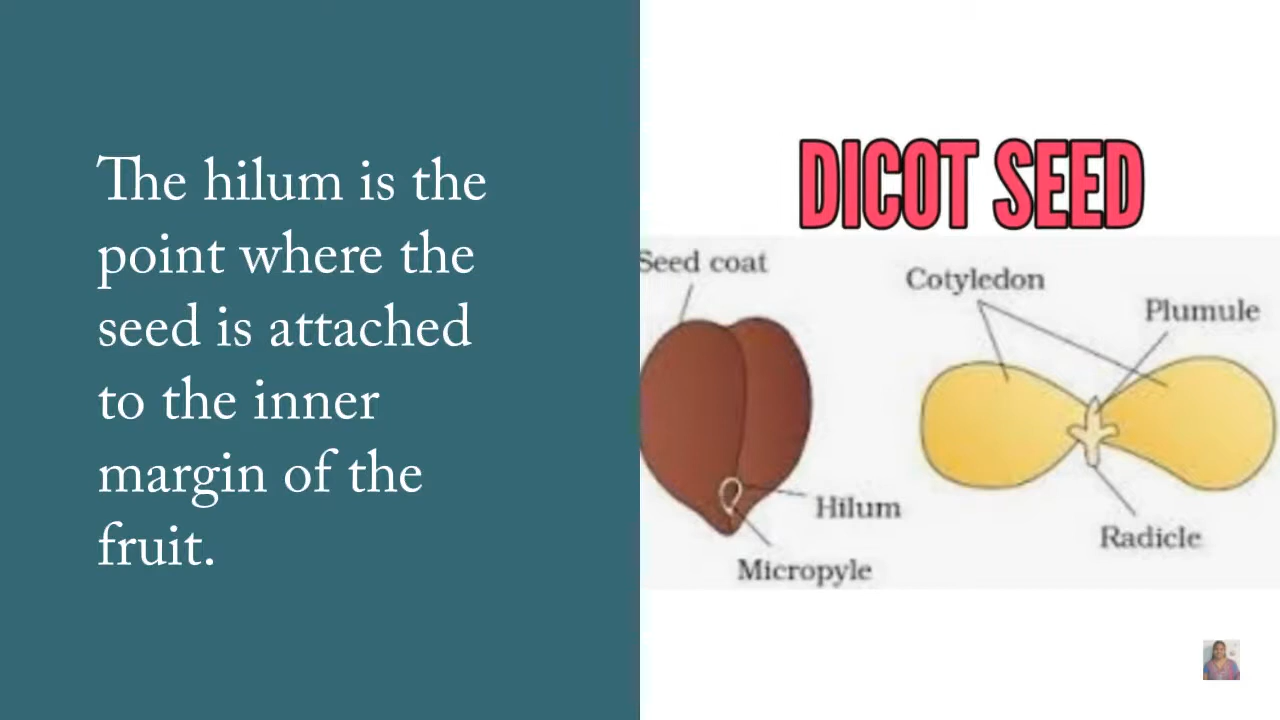 The hilum is the
point where the
seed is attached
to the inner
margin of the
fruit.
DICOT SEED
Seed coat
Cotyledon
Plumule
Hilum
Radicle
Micropyle